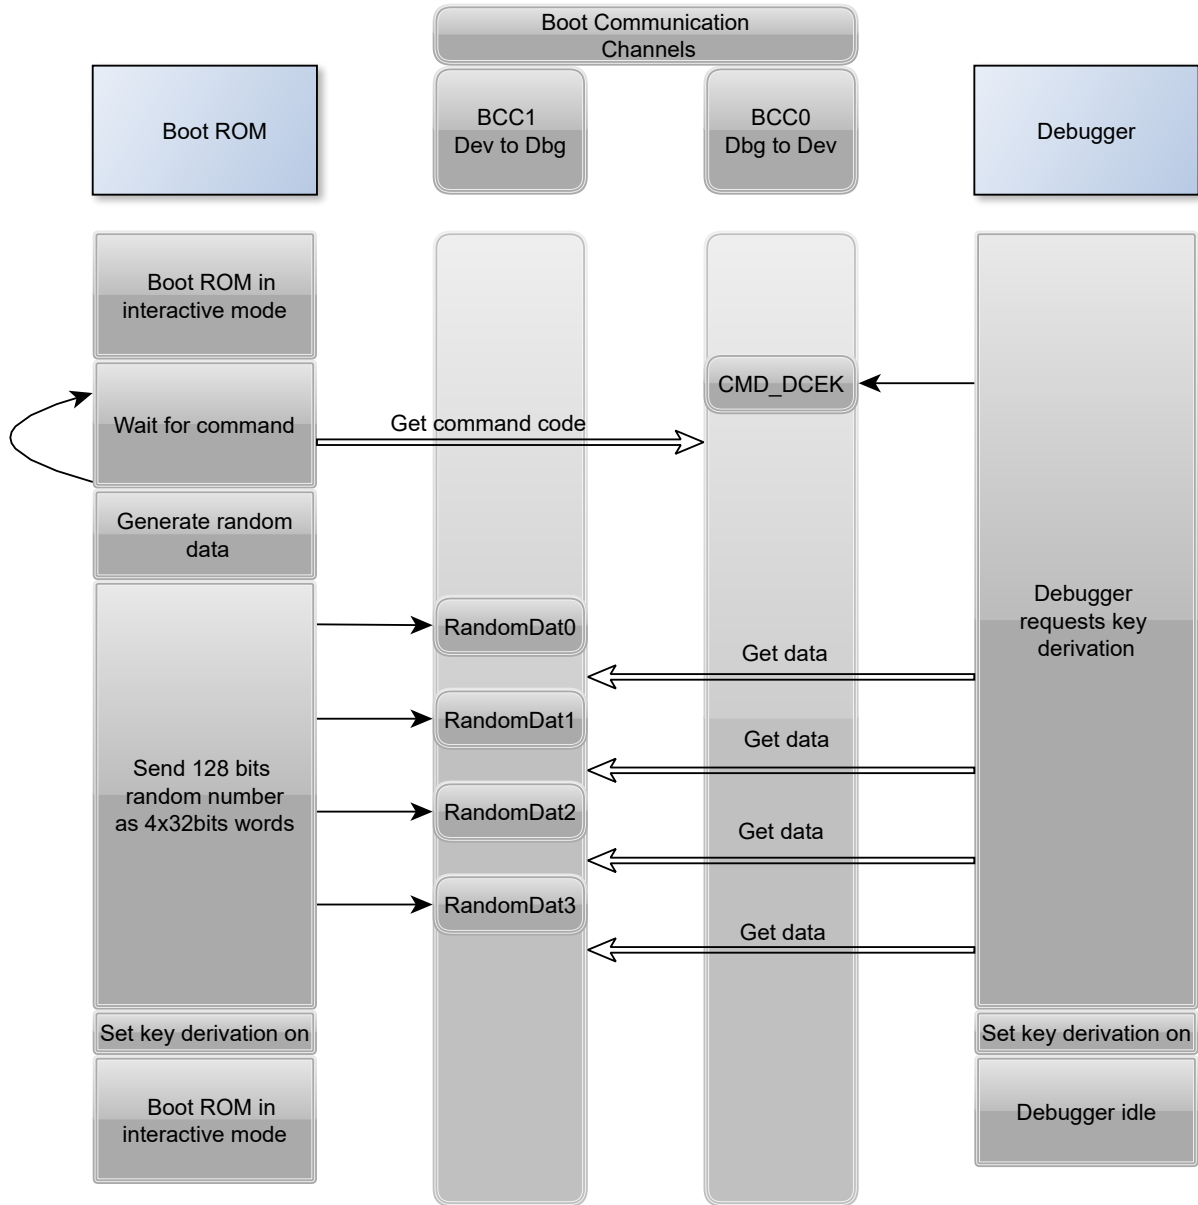 Boot Communication
Channels
Boot ROM
BCC1
Dev to Dbg
BCC0
Dbg to Dev
Debugger
Boot ROM in
interactive mode
CMD_DCEK
Wait for command
Get command code
Generate random
data
Debugger
requests key
derivation
RandomDat0
Get data
RandomDat1
Get data
Send 128 bits
random number
as 4x32bits words
RandomDat2
Get data
RandomDat3
Get data
Set key derivation on
Set key derivation on
Boot ROM in
interactive mode
Debugger idle